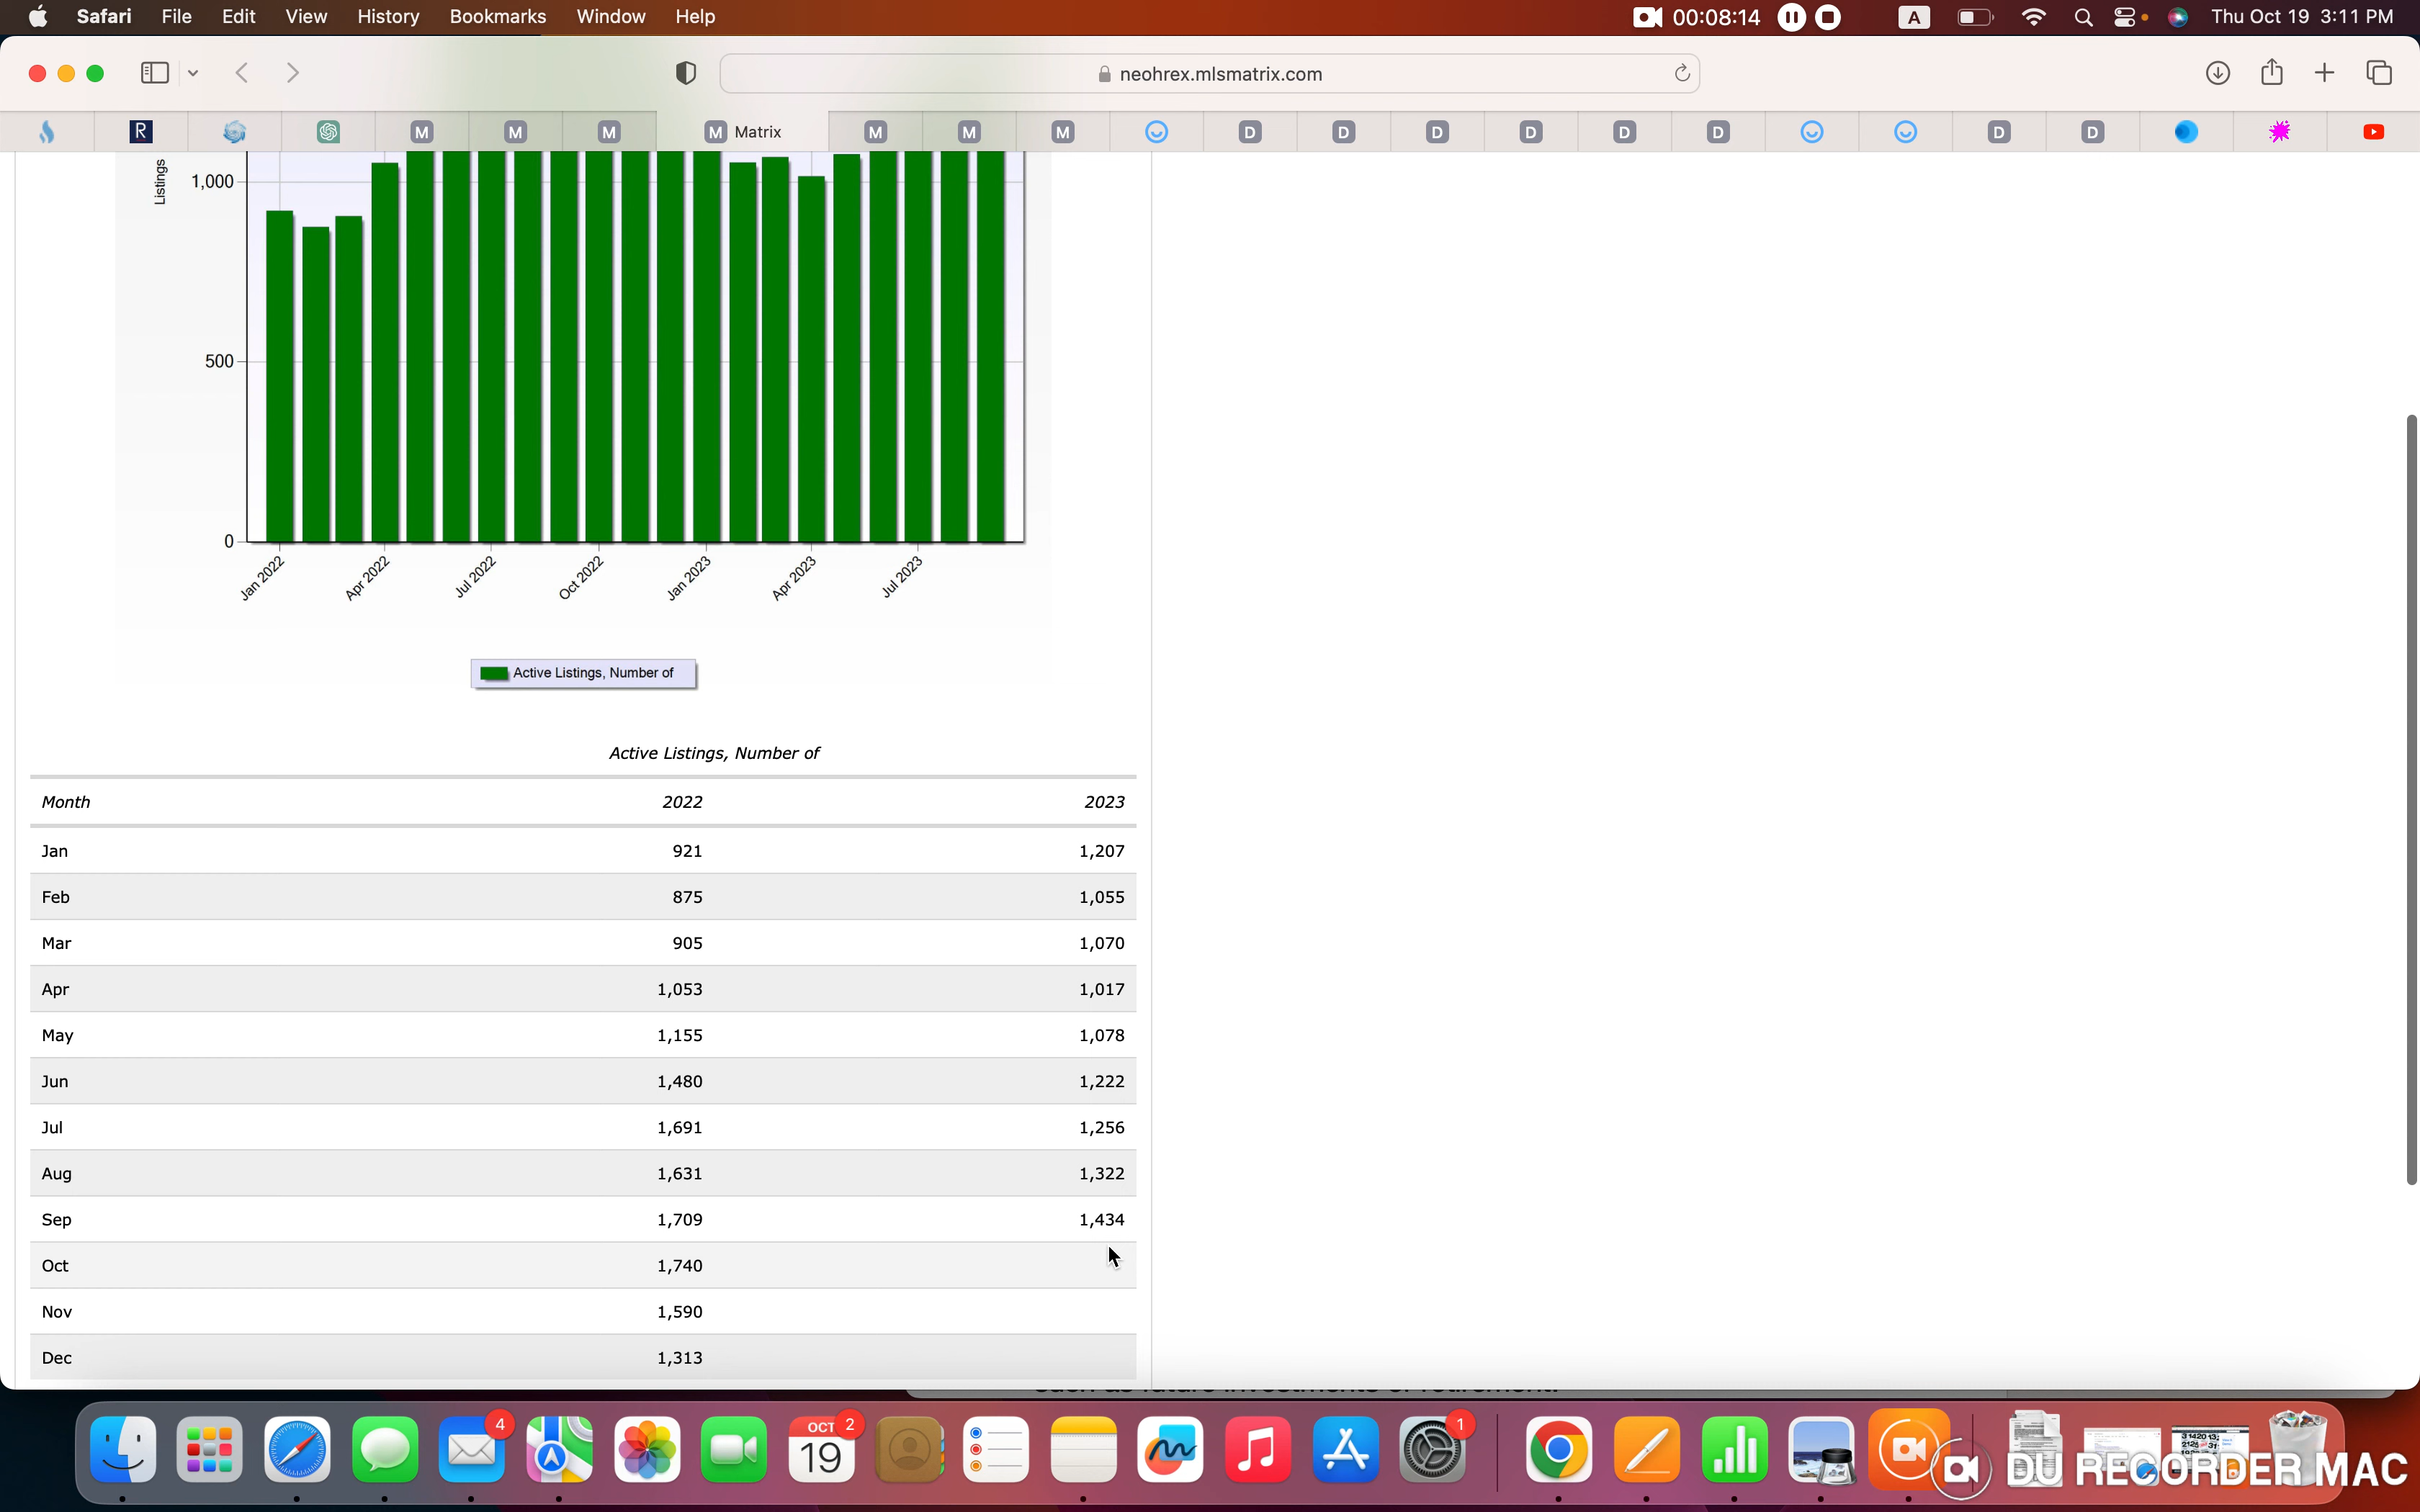 Safari File Edit View History Bookmarks Window Help 00:08:14 A Thu Oct 19 3:11 PM
neohrex.mlsmatrix.com
R M M M M Matrix M M M D D D D D D D D
Listings
1,000
500
0
Jan 2022 Apr 2022 Jul 2022 Oct 2022 Jan 2023 Apr 2023 Jul 2023
Active Listings, Number of
Active Listings, Number of
Month 2022 2023
Jan 921 1,207
Feb 875 1,055
Mar 905 1,070
Apr 1,053 1,017
May 1,155 1,078
Jun 1,480 1,222
Jul 1,691 1,256
Aug 1,631 1,322
Sep 1,709 1,434
Oct 1,740
Nov 1,590
Dec 1,313
4 OCT 2 19 1
DU RECORDER MAC